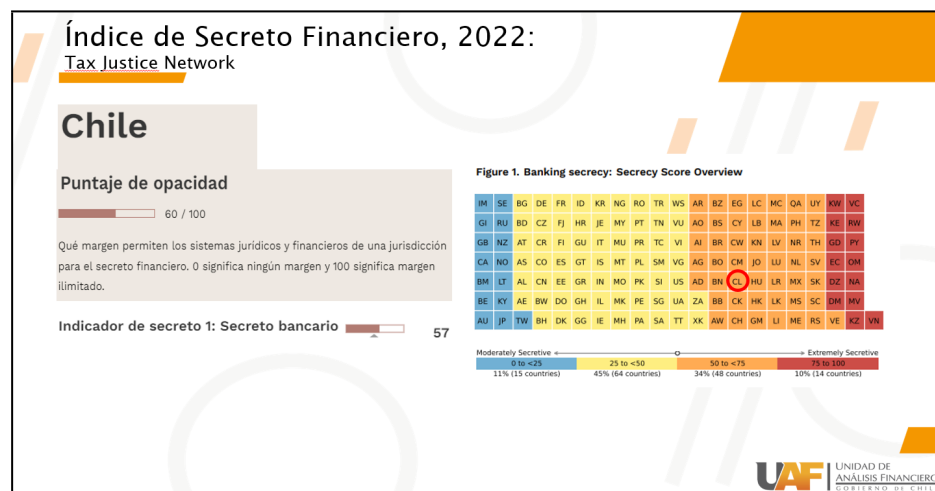 Índice de Secreto Financiero, 2022:
Tax Justice Network
Chile
Puntaje de opacidad
60 / 100
Qué margen permiten los sistemas jurídicos y financieros de una jurisdicción
para el secreto financiero. 0 significa ningún margen y 100 significa margen
ilimitado.
Indicador de secreto 1: Secreto bancario
57
Figure 1. Banking secrecy: Secrecy Score Overview
IM SE BG DE FR ID KR NG RO TR WS AR BZ EG LC MC QA UY KW VC
GI RU BD CZ FJ HR JE MY PT TN VU AO BS CY LB MA PH TZ KE RW
GB NZ AT CR FI GU IT MU PR TC VI AI BR CW KN LV NR TH GD PY
CA NO AS CO ES GT IS MT PL SM VG AG BO CM JO LU NL SV EC OM
BM LT AL CN EE GR IN MO PK SI US AD BN CL HU LR MX SK DZ NA
BE KY AE BW DO GH IL MK PE SG UA ZA BB CK HK LK MS SC DM MV
AU JP TW BH DK GG IE MH PA SA TT XK AW CH GM LI ME RS VE KZ VN
Moderately Secretive
Extremely Secretive
0 to <25 25 to <50 50 to <75 75 to 100
11% (15 countries) 45% (64 countries) 34% (48 countries) 10% (14 countries)
UAF
UNIDAD DE
ANÁLISIS FINANCIERO
GOBIERNO DE CHILE